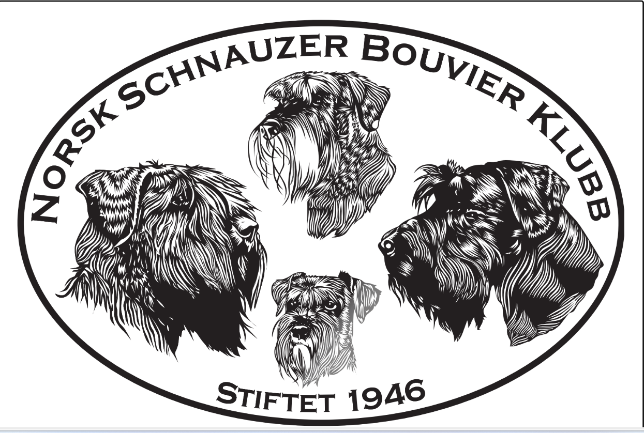 NORSK SCHNAUZER BOUVIER KLUBB
STIFTET 1946